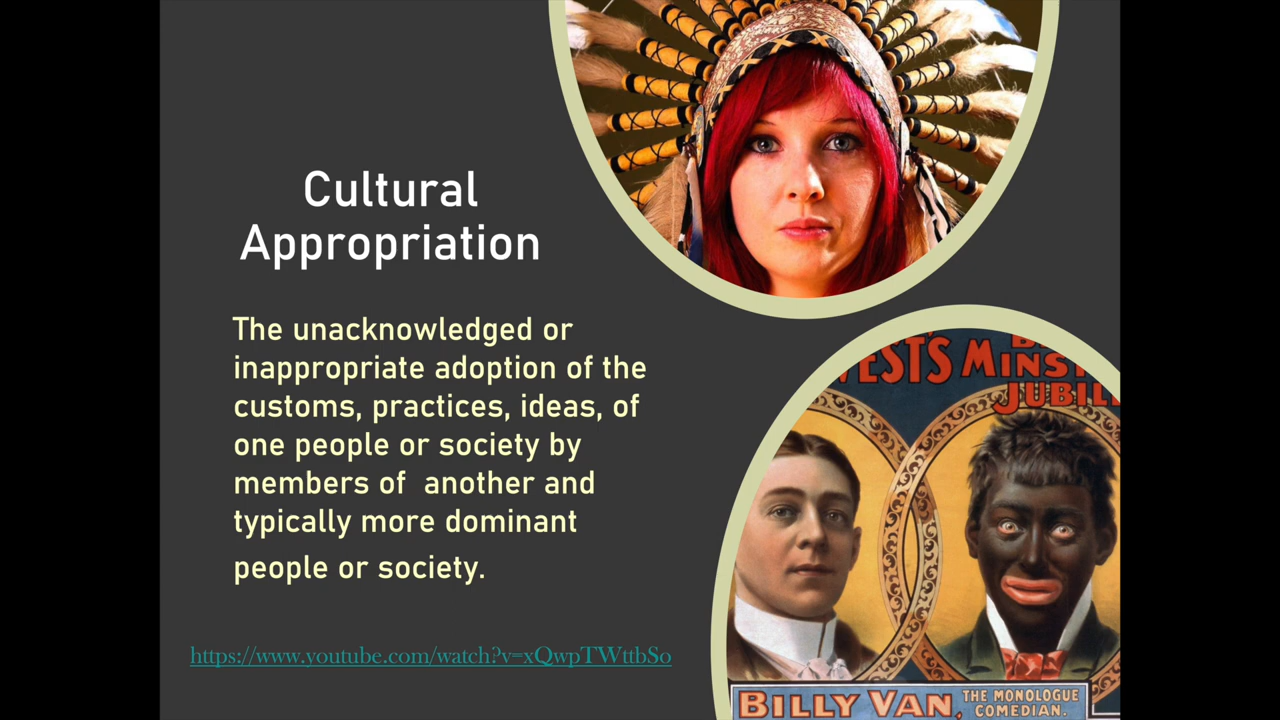 Cultural
Appropriation
The unacknowledged or
inappropriate adoption of the
customs, practices, ideas, of
one people or society by
members of  another and
typically more dominant
people or society.
https://www.youtube.com/watch?v=xQwpTWttbSo
JUBIL
BILLY VAN,
THE MONOLOGUE
COMEDIAN.